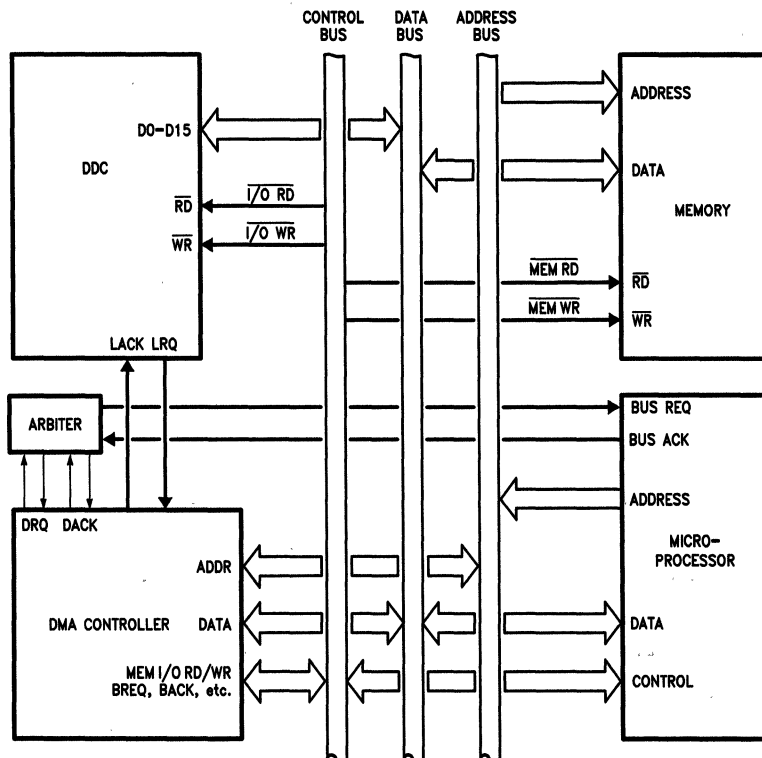 CONTROL BUS
DATA BUS
ADDRESS BUS
DDC
D0-D15
I/O RD
RD
I/O WR
WR
LACK LRQ
ADDRESS
DATA
MEMORY
MEM RD
RD
MEM WR
WR
ARBITER
BUS REQ
BUS ACK
DRQ DACK
ADDRESS
MICRO-
PROCESSOR
ADDR
DMA CONTROLLER
DATA
DATA
MEM I/O RD/WR
BREQ, BACK, etc.
CONTROL